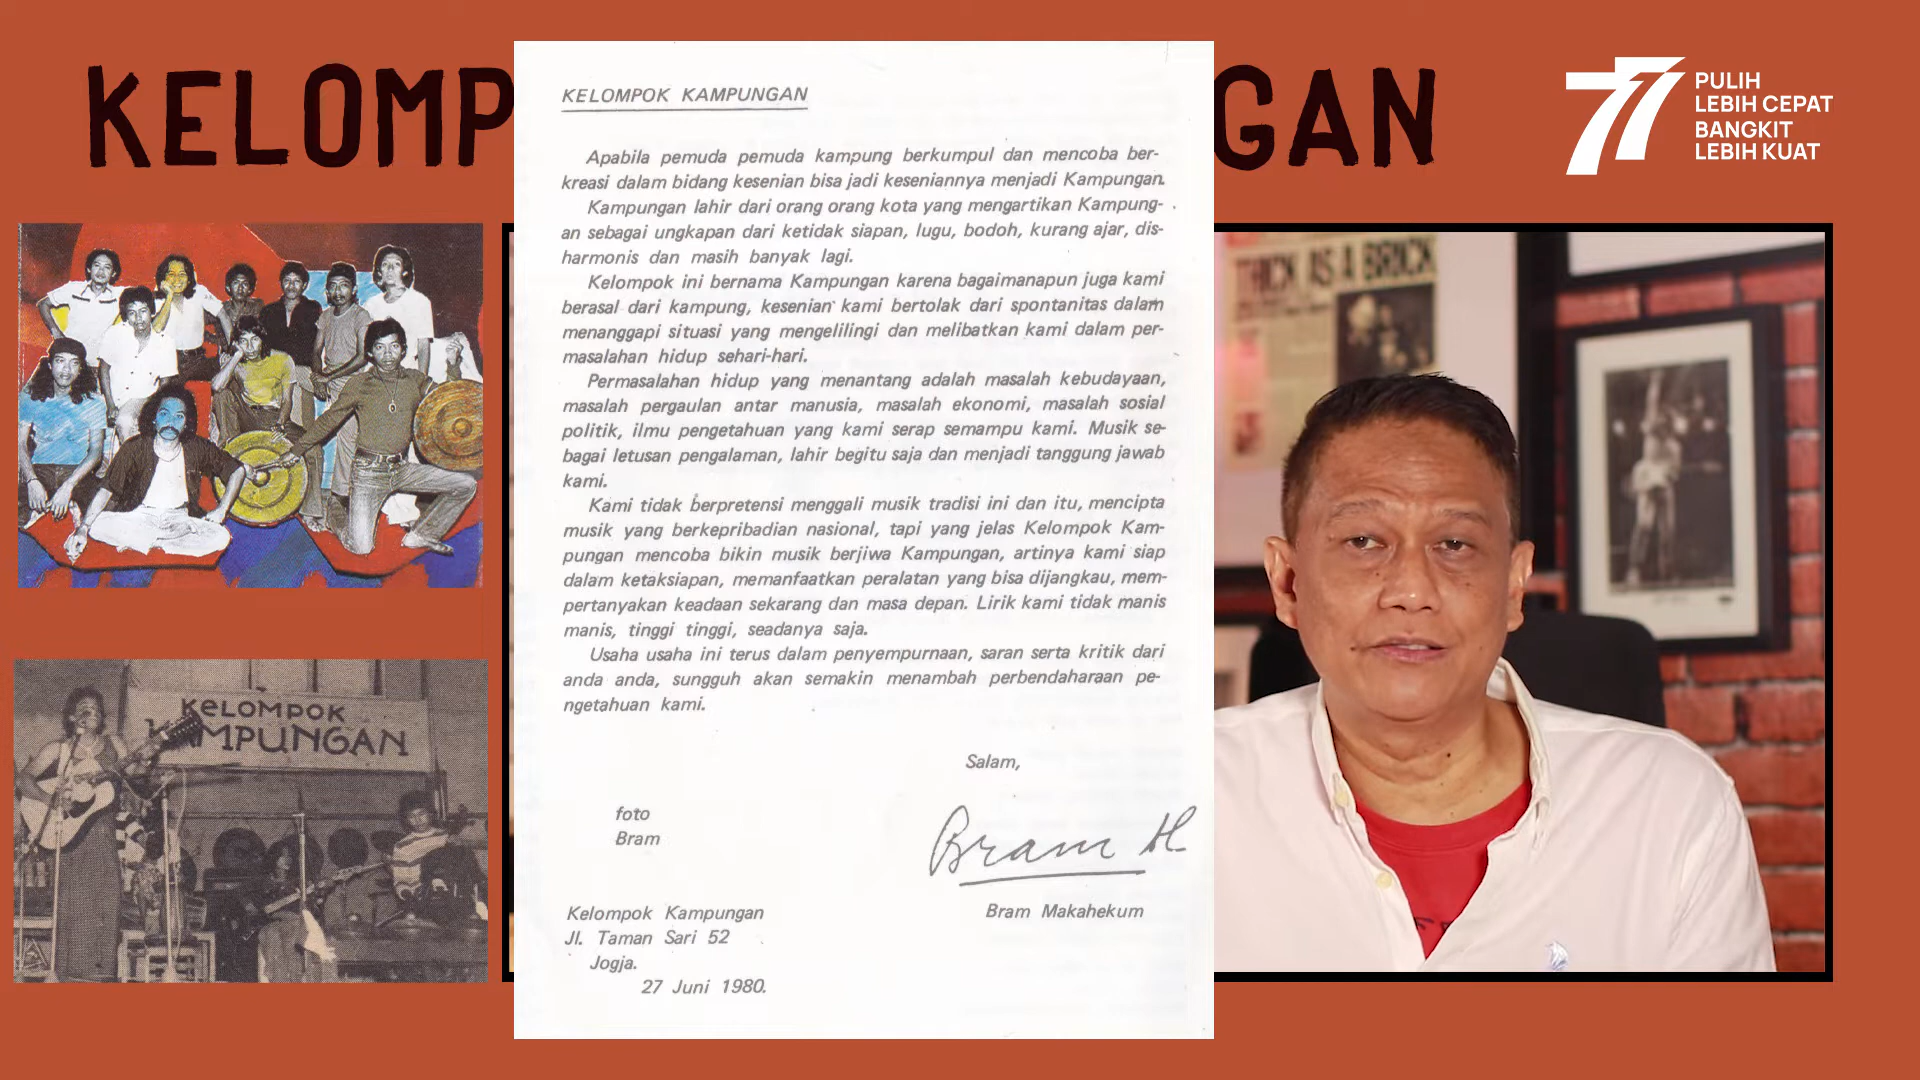 KELOMP
GAN
77
PULIH
LEBIH CEPAT
BANGKIT
LEBIH KUAT
KELOMPOK KAMPUNGAN
Apabila pemuda pemuda kampung berkumpul dan mencoba ber-
kreasi dalam bidang kesenian bisa jadi keseniannya menjadi Kampungan.
Kampungan lahir dari orang orang kota yang mengartikan Kampung-
an sebagai ungkapan dari ketidak siapan, lugu, bodoh, kurang ajar, dis-
harmonis dan masih banyak lagi.
Kelompok ini bernama Kampungan karena bagaimanapun juga kami
berasal dari kampung, kesenian kami bertolak dari spontanitas dalam
menanggapi situasi yang mengelilingi dan melibatkan kami dalam per-
masalahan hidup sehari-hari.
Permasalahan hidup yang menantang adalah masalah kebudayaan,
masalah pergaulan antar manusia, masalah ekonomi, masalah sosial
politik, ilmu pengetahuan yang kami serap semampu kami. Musik se-
bagai letusan pengalaman, lahir begitu saja dan menjadi tanggung jawab
kami.
Kami tidak berpretensi menggali musik tradisi ini dan itu, mencipta
musik yang berkepribadian nasional, tapi yang jelas Kelompok Kam-
pungan mencoba bikin musik berjiwa Kampungan, artinya kami siap
dalam ketaksiapan, memanfaatkan peralatan yang bisa dijangkau, mem-
pertanyakan keadaan sekarang dan masa depan. Lirik kami tidak manis
manis, tinggi tinggi, seadanya saja.
Usaha usaha ini terus dalam penyempurnaan, saran serta kritik dari
anda anda, sungguh akan semakin menambah perbendaharaan pe-
ngetahuan kami.
Salam,
foto
Bram
Bram M.
Bram Makahekum
Kelompok Kampungan
Jl. Taman Sari 52
Jogja.
27 Juni 1980.
KELOMPOK
KAMPUNGAN
THICK AS A BRICK